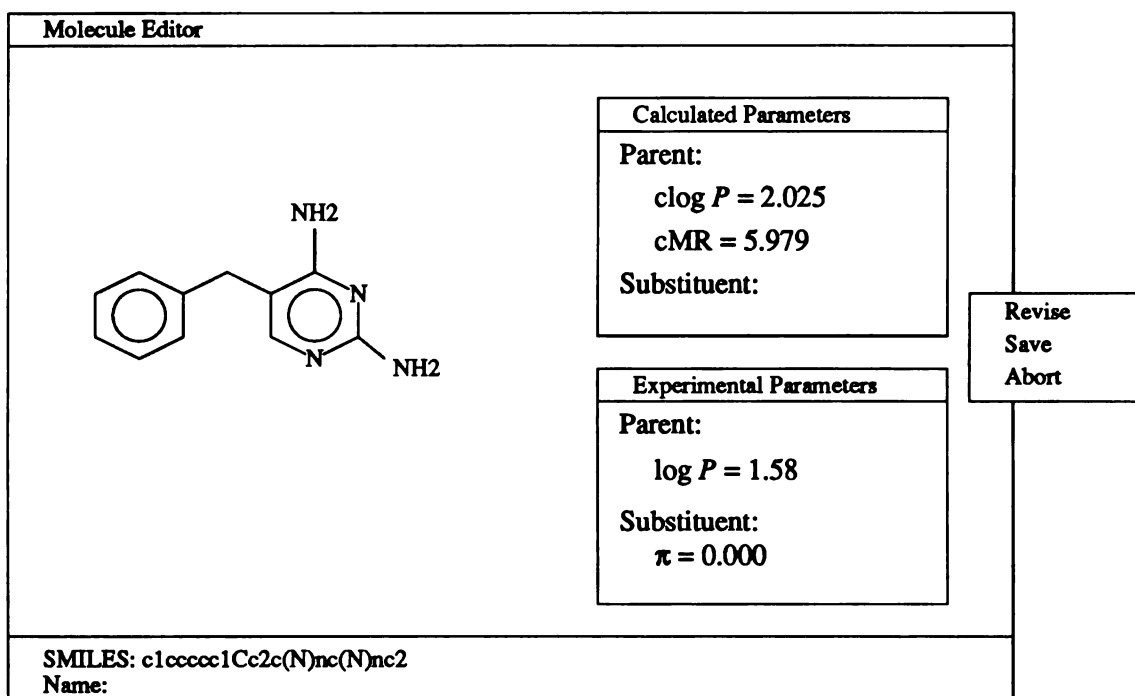 Molecule Editor
NH2
N
N
NH2
Calculated Parameters
Parent:
clog P = 2.025
cMR = 5.979
Substituent:
Experimental Parameters
Parent:
log P = 1.58
Substituent:
π = 0.000
Revise
Save
Abort
SMILES: c1ccccc1Cc2c(N)nc(N)nc2
Name: